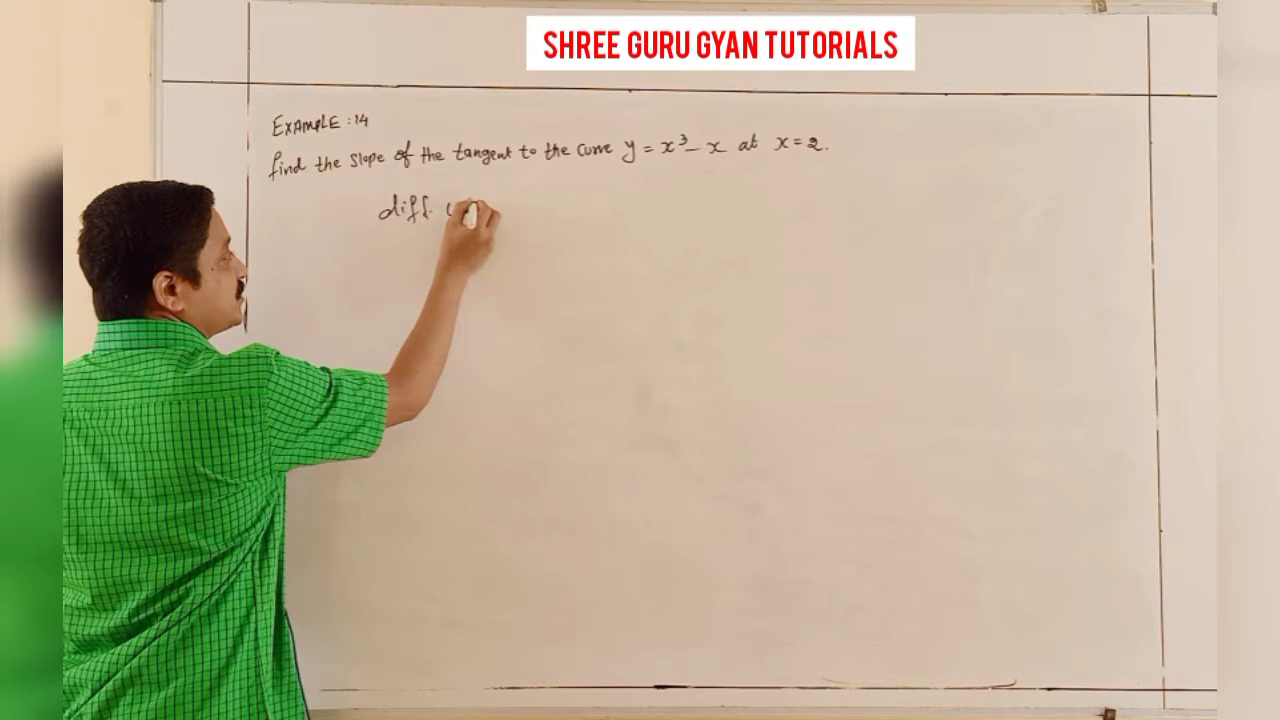 SHREE GURU GYAN TUTORIALS
EXAMPLE :14
find the slope of the tangent to the curve y = x³ - x at x = 2.
diff.